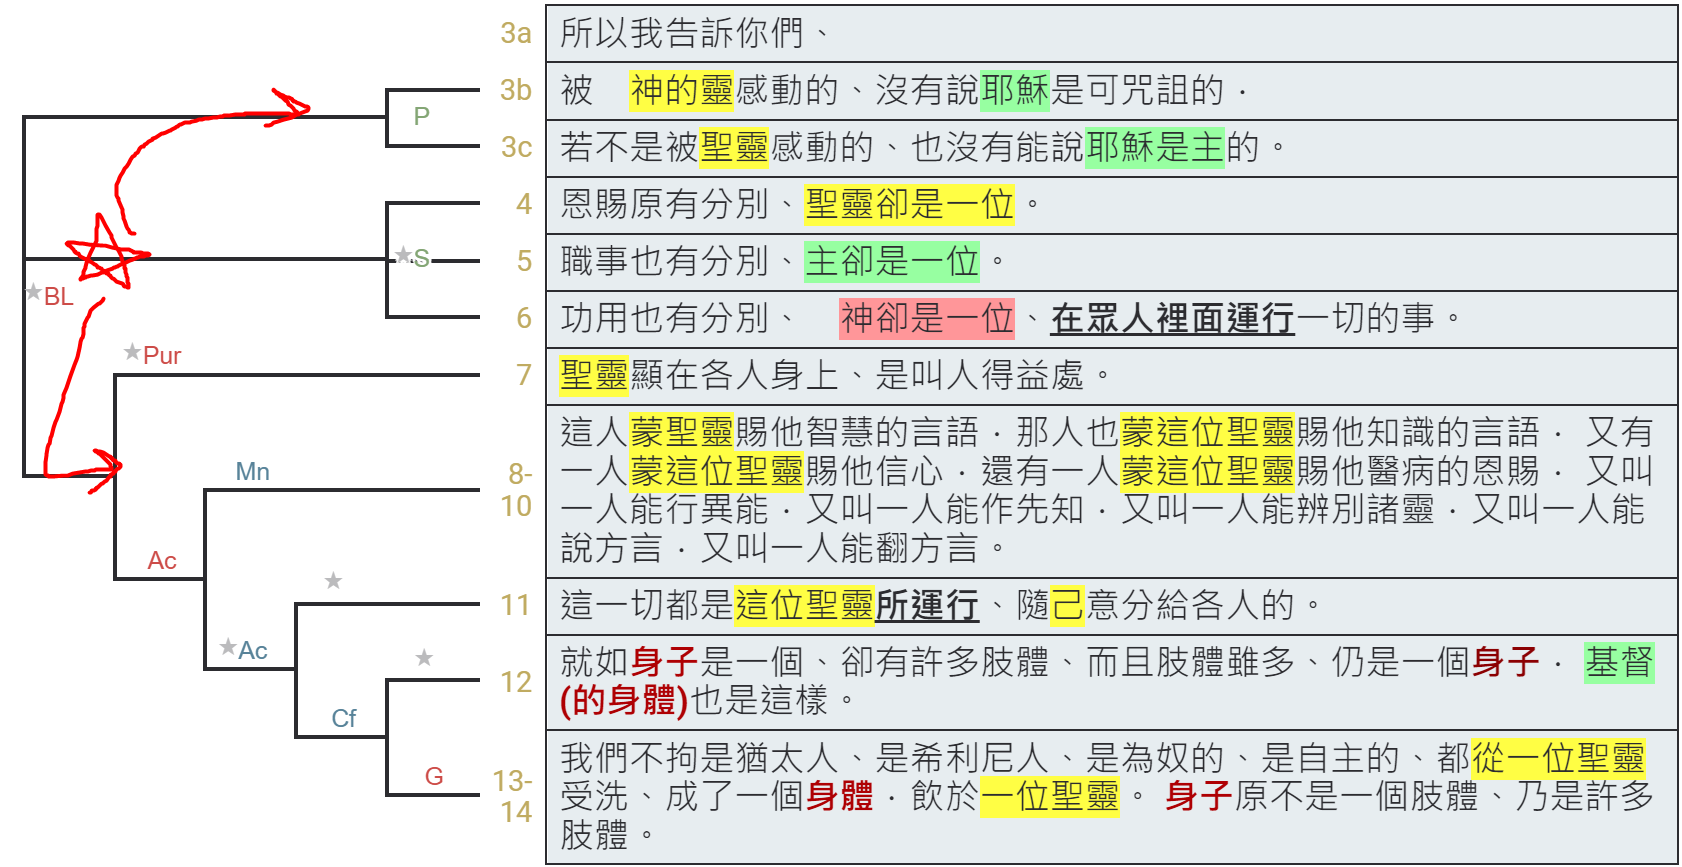 3a 所以我告訴你們、
3b 被　神的靈感動的、沒有說耶穌是可咒詛的．
P
3c 若不是被聖靈感動的、也沒有能說耶穌是主的。
4 恩賜原有分別、聖靈卻是一位。
★S 5 職事也有分別、主卻是一位。
★BL
6 功用也有分別、　神卻是一位、在眾人裡面運行一切的事。
★Pur
7 聖靈顯在各人身上、是叫人得益處。
這人蒙聖靈賜他智慧的言語．那人也蒙這位聖靈賜他知識的言語． 又有
Mn 8- 一人蒙這位聖靈賜他信心．還有一人蒙這位聖靈賜他醫病的恩賜． 又叫
10 一人能行異能．又叫一人能作先知．又叫一人能辨別諸靈．又叫一人能
Ac 說方言．又叫一人能翻方言。
★
11 這一切都是這位聖靈所運行、隨己意分給各人的。
★Ac ★
12 就如身子是一個、卻有許多肢體、而且肢體雖多、仍是一個身子． 基督
(的身體)也是這樣。
Cf
我們不拘是猶太人、是希利尼人、是為奴的、是自主的、都從一位聖靈
G 13- 受洗、成了一個身體．飲於一位聖靈。 身子原不是一個肢體、乃是許多
14 肢體。